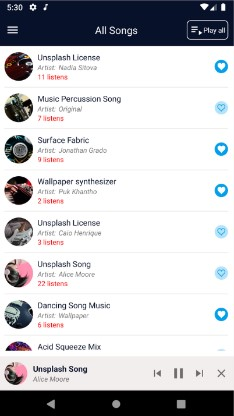 5:30
All Songs
Play all
Unsplash License
Artist: Nadia Sitova
11 listens
Music Percussion Song
Artist: Original
7 listens
Surface Fabric
Artist: Jonathan Grado
9 listens
Wallpaper synthesizer
Artist: Puk Khantho
2 listens
Unsplash License
Artist: Caio Henrique
3 listens
Unsplash Song
Artist: Alice Moore
22 listens
Dancing Song Music
Artist: Wallpaper
6 listens
Acid Squeeze Mix
Unsplash Song
Alice Moore